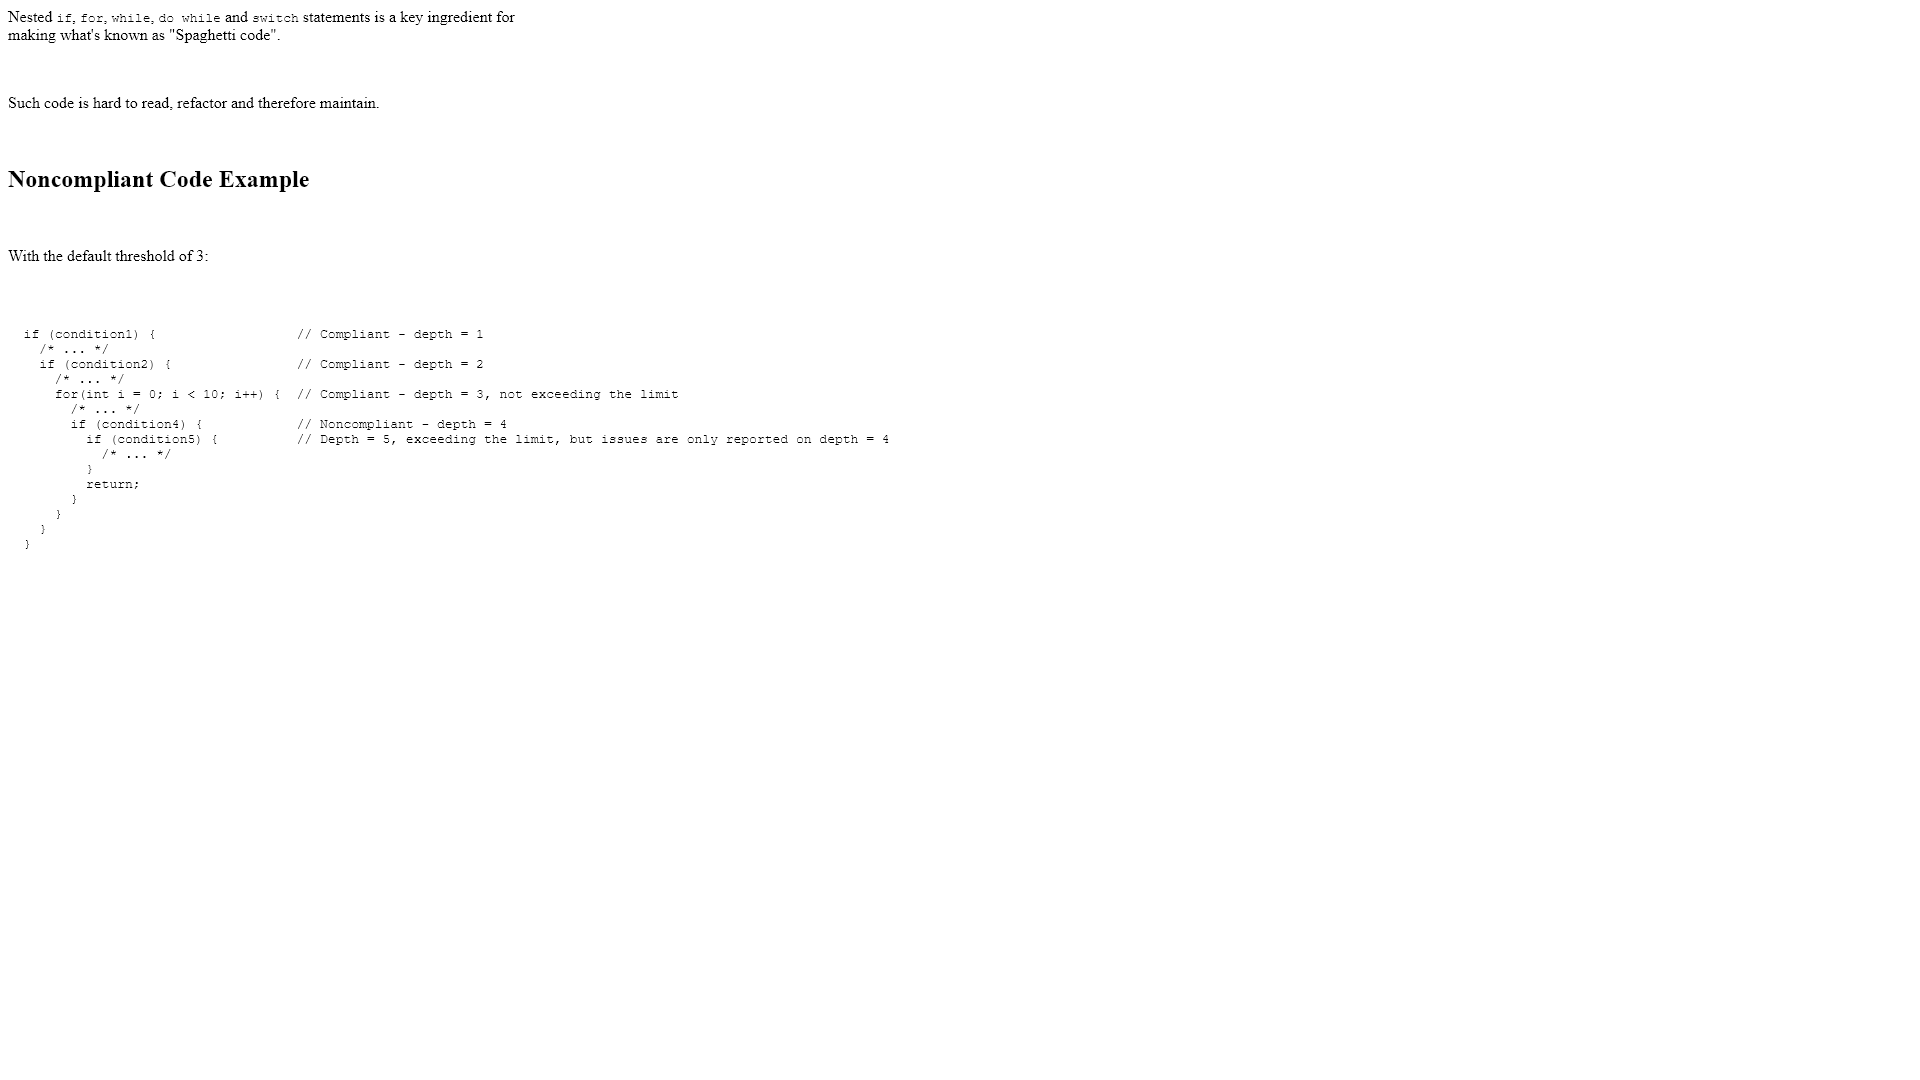 Nested if, for, while, do while and switch statements is a key ingredient for
making what's known as "Spaghetti code".
Such code is hard to read, refactor and therefore maintain.
Noncompliant Code Example
With the default threshold of 3:
if (condition1) {                  // Compliant - depth = 1
  /* ... */
  if (condition2) {                // Compliant - depth = 2
    /* ... */
    for(int i = 0; i < 10; i++) {  // Compliant - depth = 3, not exceeding the limit
      /* ... */
      if (condition4) {            // Noncompliant - depth = 4
        if (condition5) {          // Depth = 5, exceeding the limit, but issues are only reported on depth = 4
          /* ... */
        }
        return;
      }
    }
  }
}